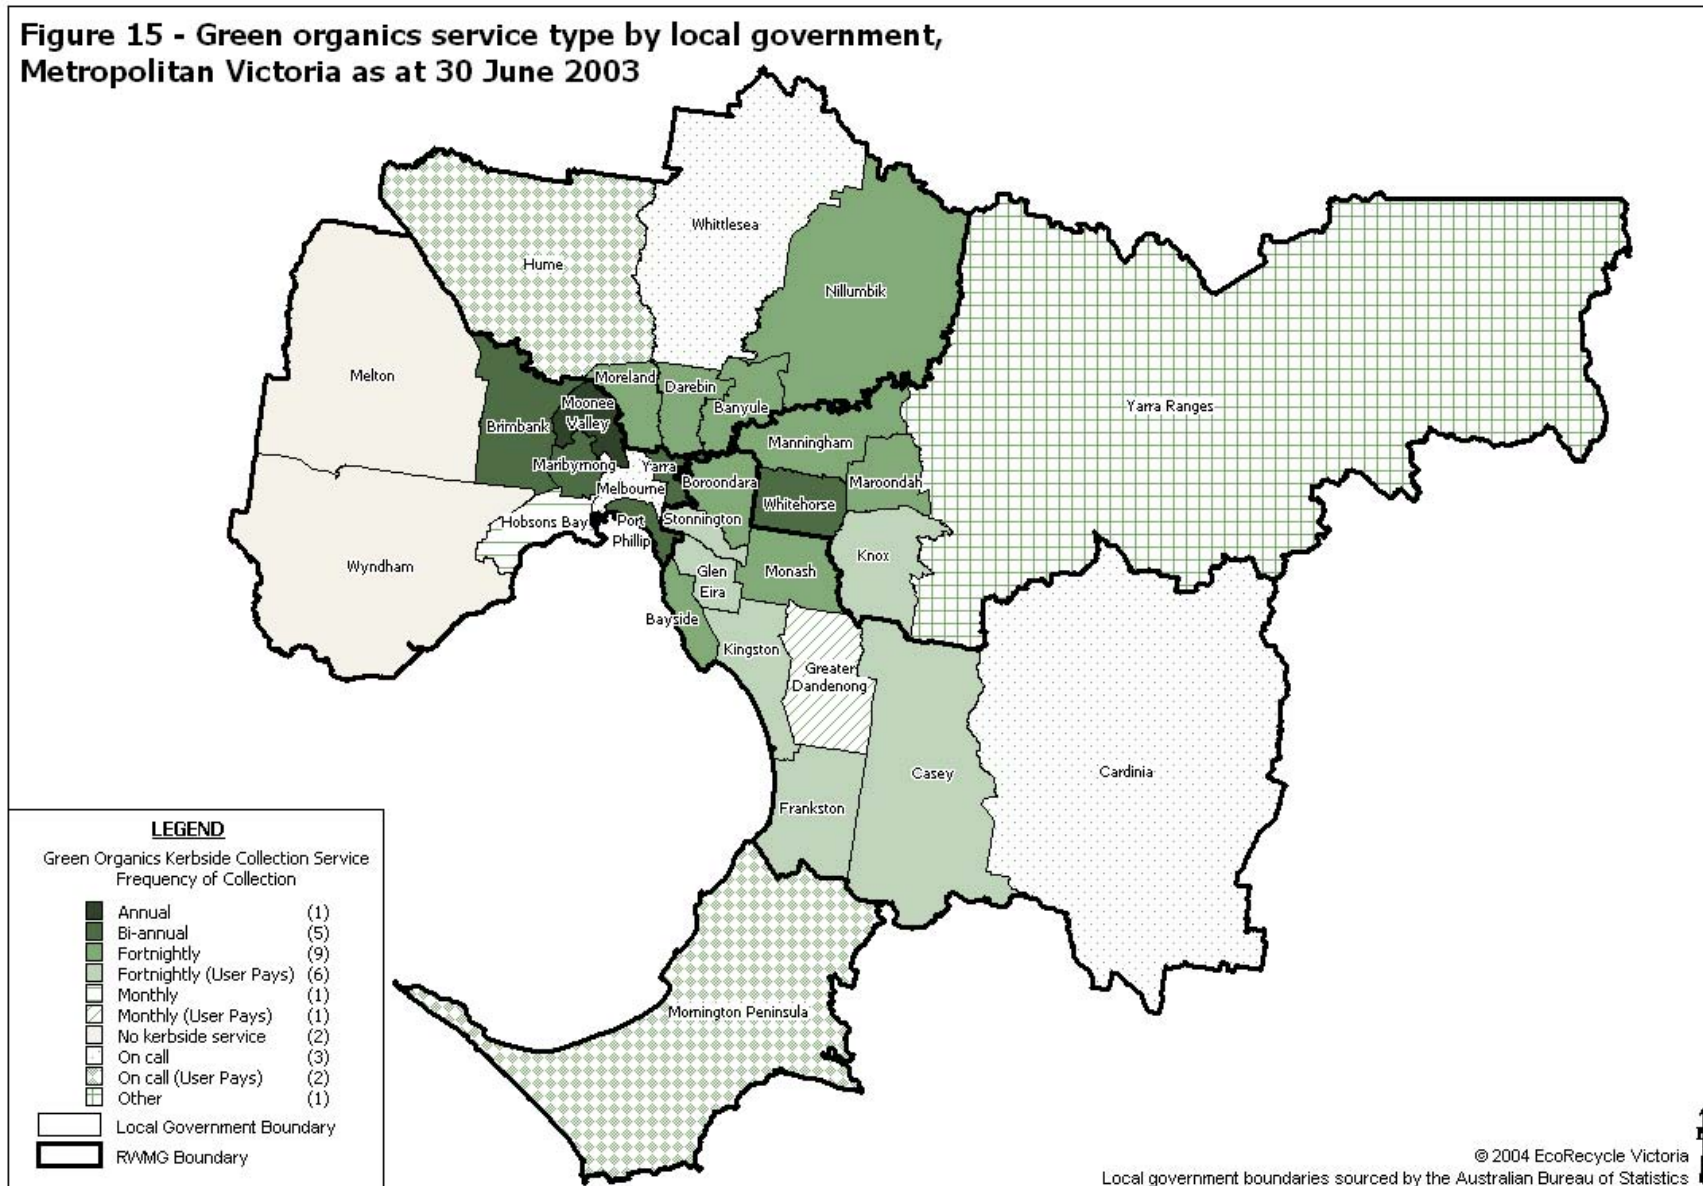 Figure 15 - Green organics service type by local government,
Metropolitan Victoria as at 30 June 2003
Whittlesea
Hume
Nillumbik
Melton
Moreland
Darebin
Moonee
Valley
Banyule
Yarra Ranges
Brimbank
Manningham
Maribyrnong
Yarra
Boroondara
Maroondah
Melbourne
Whitehorse
Hobsons Bay
Port
Phillip
Stonnington
Knox
Wyndham
Glen
Eira
Monash
Bayside
Kingston
Greater
Dandenong
Casey
Cardinia
Frankston
Mornington Peninsula
LEGEND
Green Organics Kerbside Collection Service
Frequency of Collection
Annual (1)
Bi-annual (5)
Fortnightly (9)
Fortnightly (User Pays) (6)
Monthly (1)
Monthly (User Pays) (1)
No kerbside service (2)
On call (3)
On call (User Pays) (2)
Other (1)
Local Government Boundary
RWMG Boundary
© 2004 EcoRecycle Victoria
Local government boundaries sourced by the Australian Bureau of Statistics